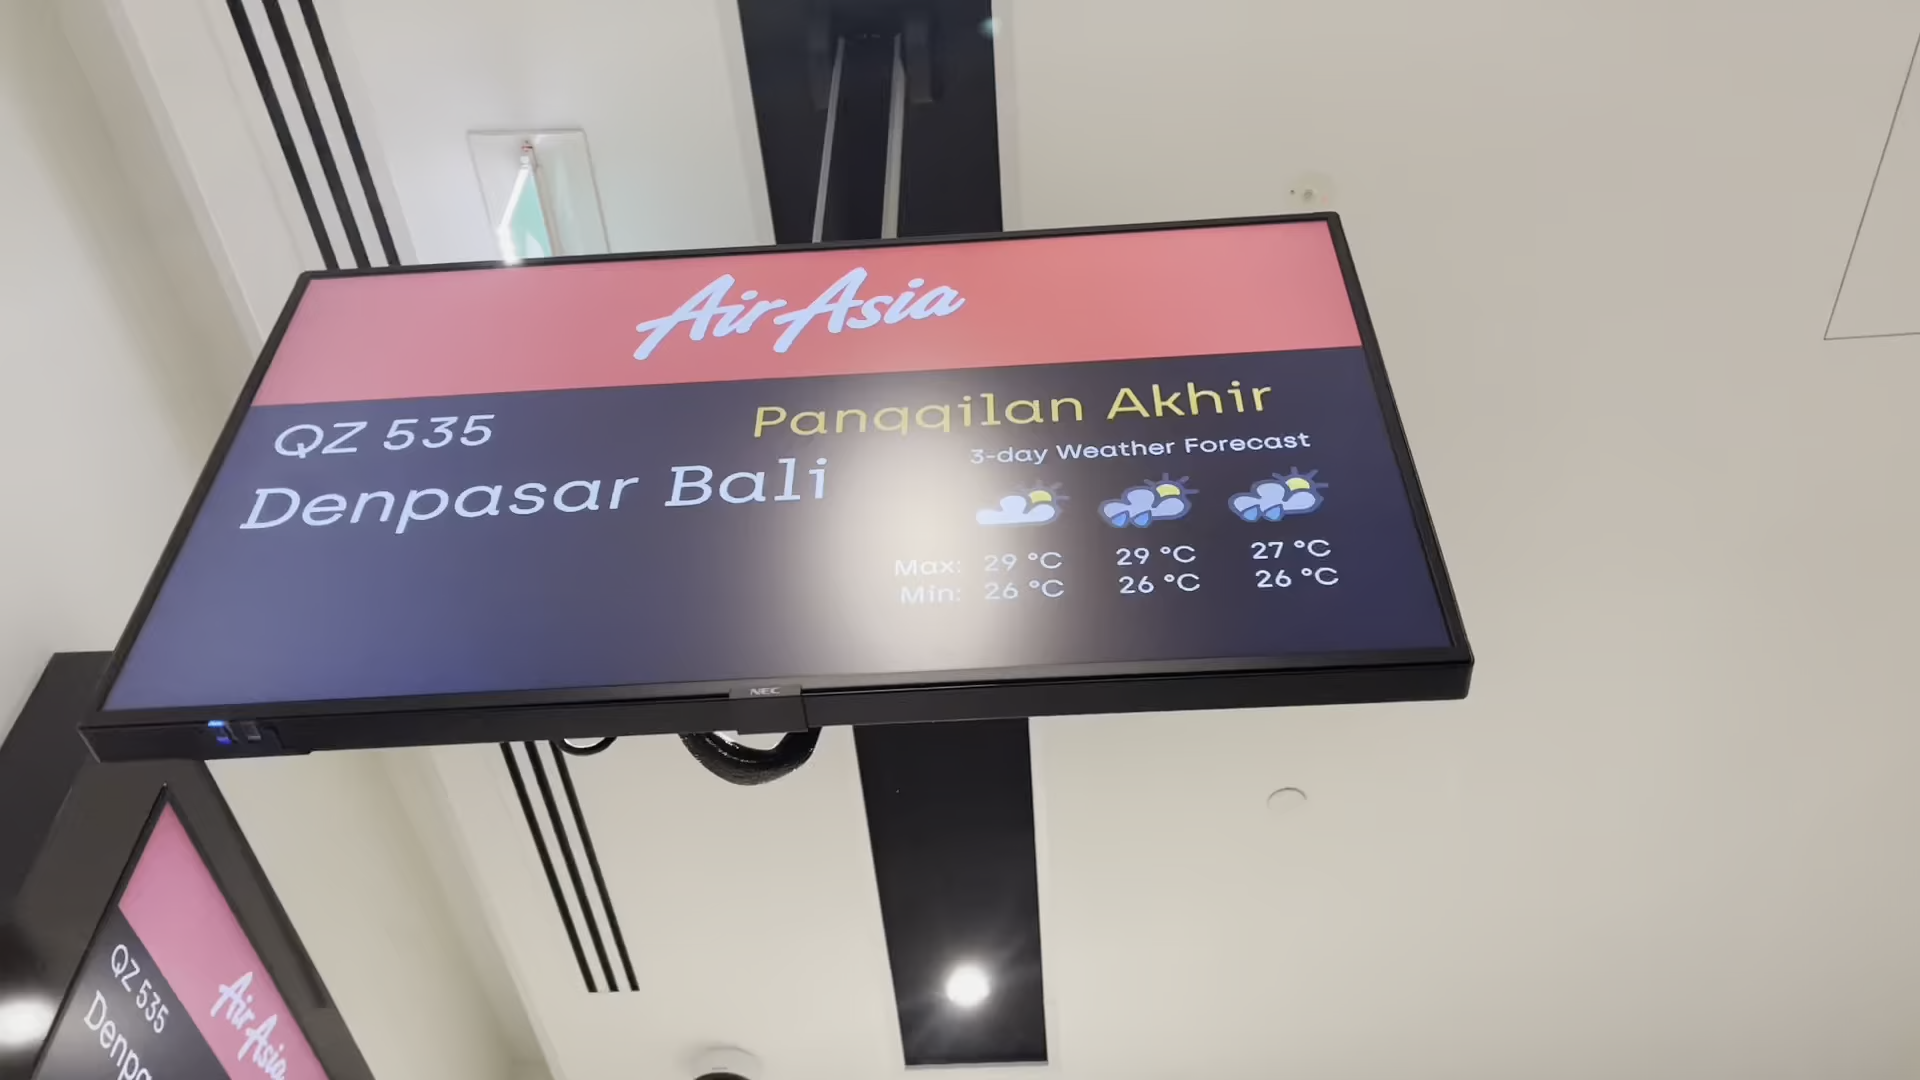 AirAsia
QZ 535
Panggilan Akhir
Denpasar Bali
3-day Weather Forecast
Max: 29 °C 29 °C 27 °C
Min: 26 °C 26 °C 26 °C
NEC
AirAsia
QZ 535